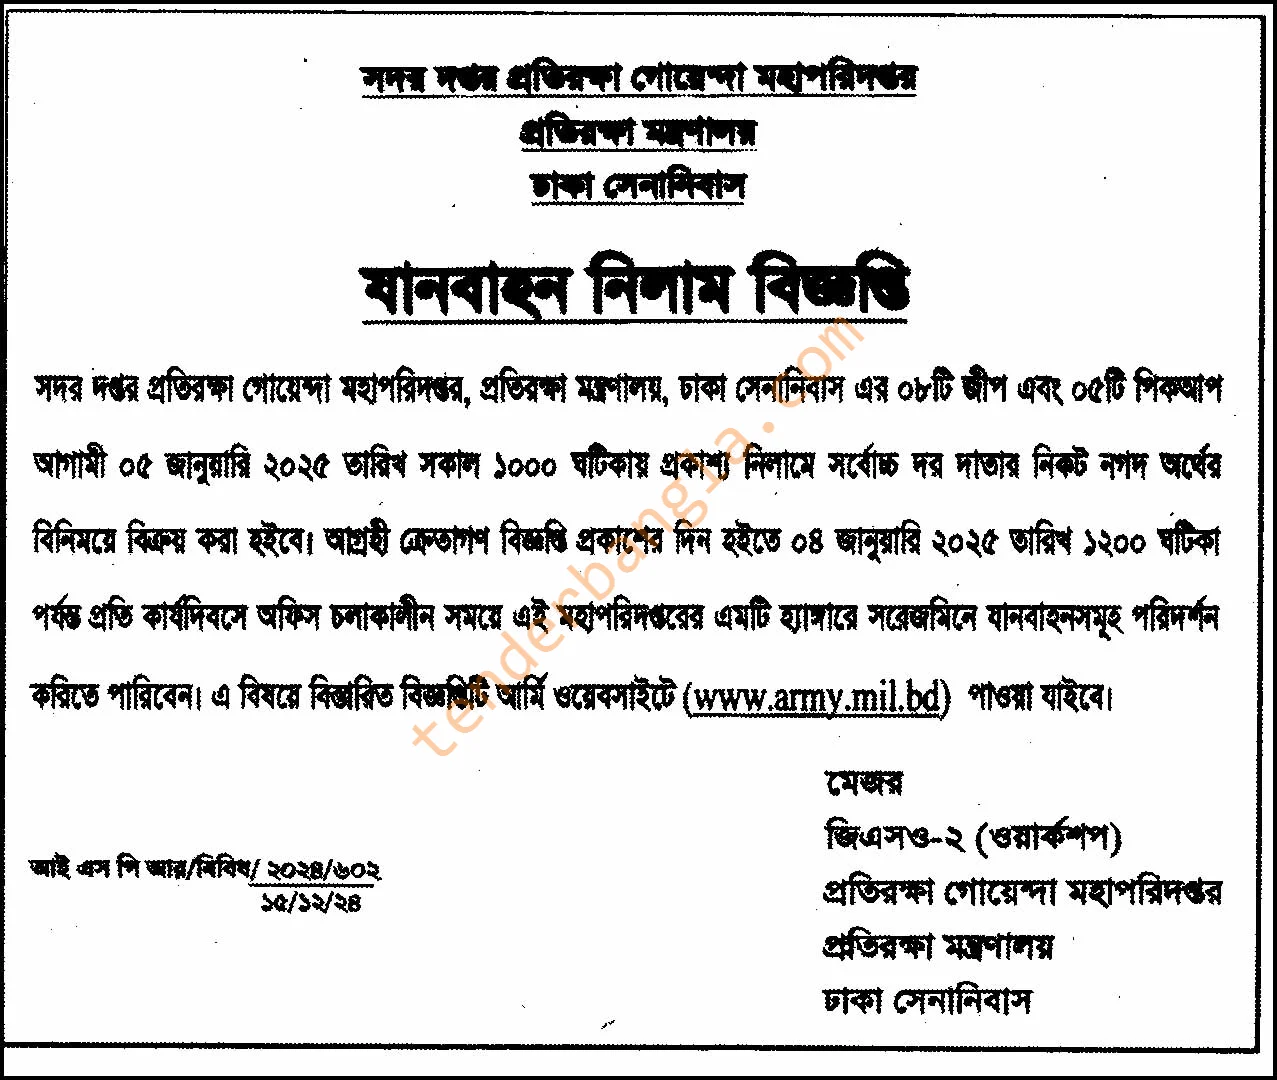 সদর দপ্তর প্রতিরক্ষা গোয়েন্দা মহাপরিদপ্তর
প্রতিরক্ষা মন্ত্রণালয়
ঢাকা সেনানিবাস
যানবাহন নিলাম বিজ্ঞপ্তি
সদর দপ্তর প্রতিরক্ষা গোয়েন্দা মহাপরিদপ্তর, প্রতিরক্ষা মন্ত্রণালয়, ঢাকা সেনানিবাস এর ০৮টি জীপ এবং ০৫টি পিকআপ
আগামী ০৫ জানুয়ারি ২০২৫ তারিখ সকাল ১০০০ ঘটিকায় প্রকাশ্য নিলামে সর্বোচ্চ দর দাতার নিকট নগদ অর্থের
বিনিময়ে বিক্রয় করা হইবে। আগ্রহী ক্রেতাগণ বিজ্ঞপ্তি প্রকাশের দিন হইতে ০৪ জানুয়ারি ২০২৫ তারিখ ১২০০ ঘটিকা
পর্যন্ত প্রতি কার্যদিবসে অফিস চলাকালীন সময়ে এই মহাপরিদপ্তরের এমটি হ্যাঙ্গারে সরেজমিনে যানবাহনসমূহ পরিদর্শন
করিতে পারিবেন। এ বিষয়ে বিস্তারিত বিজ্ঞপ্তিটি আর্মি ওয়েবসাইটে (www.army.mil.bd) পাওয়া যাইবে।
tenderbangla.com
মেজর
জিএসও-২ (ওয়ার্কশপ)
প্রতিরক্ষা গোয়েন্দা মহাপরিদপ্তর
প্রতিরক্ষা মন্ত্রণালয়
ঢাকা সেনানিবাস
আই এস পি আর/বিবিধ/ ২০২৪/৬০২
১৫/১২/২৪